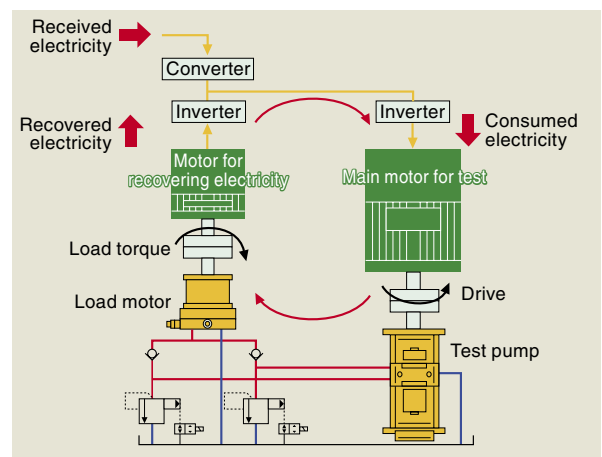 Received
electricity
Converter
Inverter
Inverter
Recovered
electricity
Consumed
electricity
Motor for
recovering electricity
Main motor for test
Load torque
Load motor
Drive
Test pump